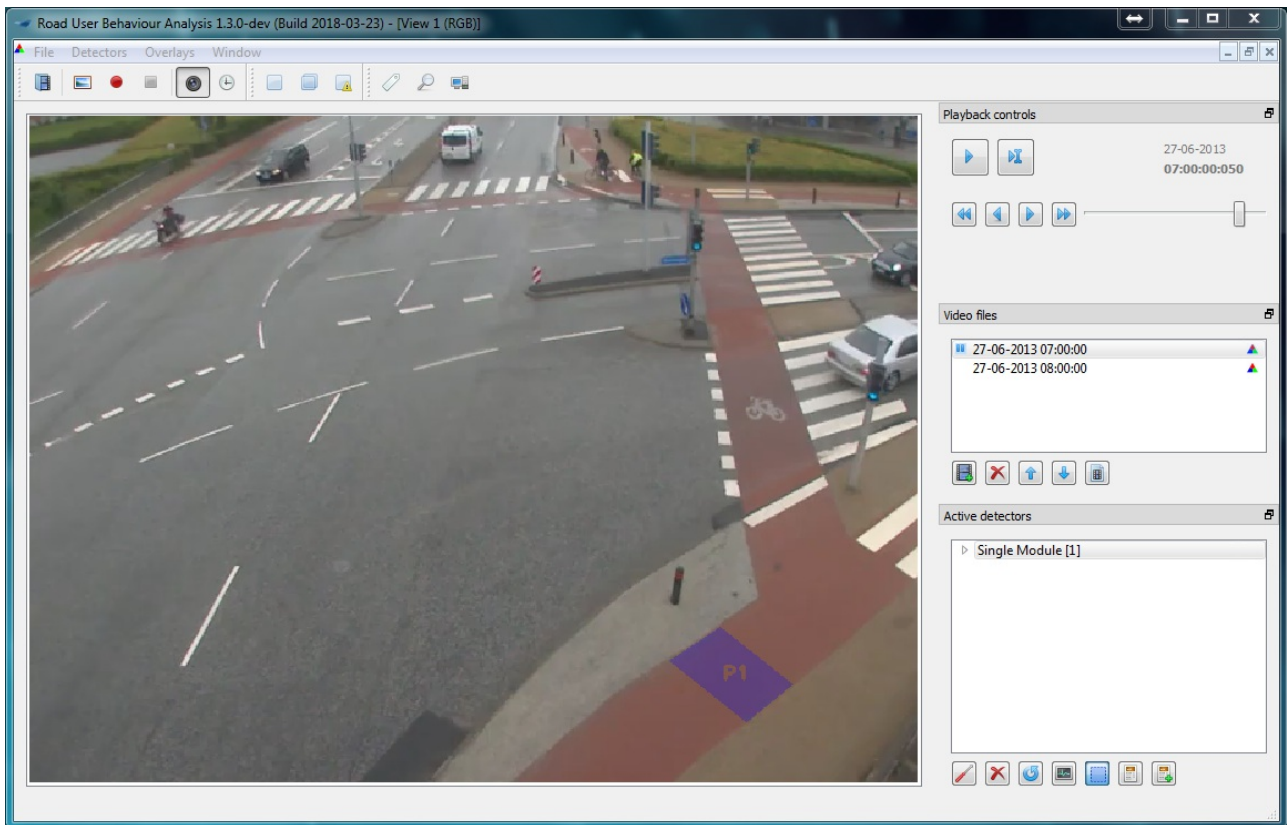 Road User Behaviour Analysis 1.3.0-dev (Build 2018-03-23) - [View 1 (RGB)]
File Detectors Overlays Window
Playback controls
27-06-2013
07:00:00:050
Video files
27-06-2013 07:00:00
27-06-2013 08:00:00
Active detectors
Single Module [1]
P1